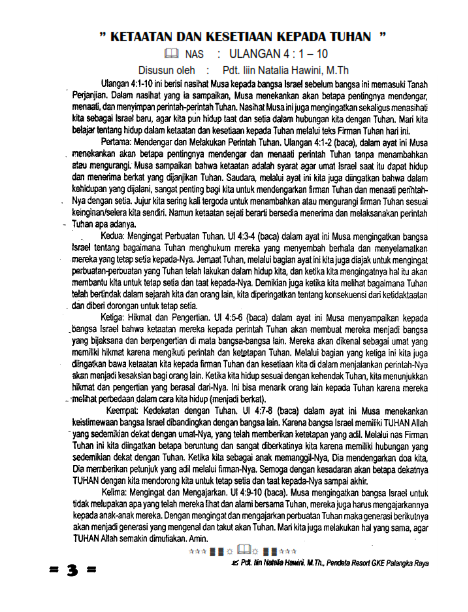 " KETAATAN DAN KESETIAAN KEPADA TUHAN "
NAS : ULANGAN 4 : 1 – 10
Disusun oleh : Pdt. Iiin Natalia Hawini, M.Th
Ulangan 4:1-10 ini berisi nasihat Musa kepada bangsa Israel sebelum bangsa ini memasuki Tanah
Perjanjian. Dalam nasihat yang ia sampaikan, Musa menekankan akan betapa pentingnya mendengar,
menaati, dan menyimpan perintah-perintah Tuhan. Nasihat Musa ini juga mengingatkan sekaligus menasihati
kita sebagai Israel baru, agar kita pun hidup taat dan setia dalam hubungan kita dengan Tuhan. Mari kita
belajar tentang hidup dalam ketaatan dan kesetiaan kepada Tuhan melalui teks Firman Tuhan hari ini.
Pertama: Mendengar dan Melakukan Perintah Tuhan. Ulangan 4:1-2 (baca), dalam ayat ini Musa
menekankan akan betapa pentingnya mendengar dan menaati perintah Tuhan tanpa menambahkan
atau mengurangi. Musa sampaikan bahwa ketaatan adalah syarat agar umat Israel saat itu dapat hidup
dan menerima berkat yang dijanjikan Tuhan. Saudara, melalui ayat ini kita juga diingatkan bahwa dalam
kehidupan yang dijalani, sangat penting bagi kita untuk mendengarkan firman Tuhan dan menaati perintah-
Nya dengan setia. Jujur kita sering kali tergoda untuk menambahkan atau mengurangi firman Tuhan sesuai
keinginan/selera kita sendiri. Namun ketaatan sejati berarti bersedia menerima dan melaksanakan perintah
Tuhan apa adanya.
Kedua: Mengingat Perbuatan Tuhan. Ul 4:3-4 (baca) dalam ayat ini Musa mengingatkan bangsa
Israel tentang bagaimana Tuhan menghukum mereka yang menyembah berhala dan menyelamatkan
mereka yang tetap setia kepada-Nya. Jemaat Tuhan, melalui bagian ayat ini kita juga diajak untuk mengingat
perbuatan-perbuatan yang Tuhan telah lakukan dalam hidup kita, dan ketika kita mengingatnya hal itu akan
membantu kita untuk tetap setia dan taat kepada-Nya. Demikian juga ketika kita melihat bagaimana Tuhan
telah bertindak dalam sejarah kita dan orang lain, kita diperingatkan tentang konsekuensi dari ketidaktaatan
dan diberi dorongan untuk tetap setia.
Ketiga: Hikmat dan Pengertian. Ul 4:5-6 (baca) dalam ayat ini Musa menyampaikan kepada
bangsa Israel bahwa ketaatan mereka kepada perintah Tuhan akan membuat mereka menjadi bangsa
yang bijaksana dan berpengertian di mata bangsa-bangsa lain. Mereka akan dikenal sebagai umat yang
memiliki hikmat karena mengikuti perintah dan ketetapan Tuhan. Melalui bagian yang ketiga ini kita juga
diingatkan bawa ketaatan kita kepada firman Tuhan dan kesetiaan kita di dalam menjalankan perintah-Nya
akan menjadi kesaksian bagi orang lain. Ketika kita hidup sesuai dengan kehendak Tuhan, kita menunjukkan
hikmat dan pengertian yang berasal dari-Nya. Ini bisa menarik orang lain kepada Tuhan karena mereka
melihat perbedaan dalam cara kita hidup (menjadi berkat).
Keempat: Kedekatan dengan Tuhan. Ul 4:7-8 (baca) dalam ayat ini Musa menekankan
keistimewaan bangsa Israel dibandingkan dengan bangsa lain. Karena bangsa Israel memiliki TUHAN Allah
yang sedemikian dekat dengan umat-Nya, yang telah memberikan ketetapan yang adil. Melalui nas Firman
Tuhan ini kita diingatkan betapa beruntung dan sangat diberkatinya kita karena memiliki hubungan yang
sedemikian dekat dengan Tuhan. Ketika kita sebagai anak memanggil-Nya, Dia mendengarkan doa kita,
Dia memberikan petunjuk yang adil melalui firman-Nya. Semoga dengan kesadaran akan betapa dekatnya
TUHAN dengan kita mendorong kita untuk tetap setia dan taat kepada-Nya sampai akhir.
Kelima: Mengingat dan Mengajarkan. Ul 4:9-10 (baca). Musa mengingatkan bangsa Israel untuk
tidak melupakan apa yang telah mereka lihat dan alami bersama Tuhan, mereka juga harus mengajarkannya
kepada anak-anak mereka. Dengan mengingat dan mengajarkan perbuatan Tuhan maka generasi berikutnya
akan menjadi generasi yang mengenal dan takut akan Tuhan. Mari kita juga melakukan hal yang sama, agar
TUHAN Allah semakin dimuliakan. Amin.
Pdt. Iiin Natalia Hawini. M.Th., Pendeta Resort GKE Palangka Raya
= 3 =